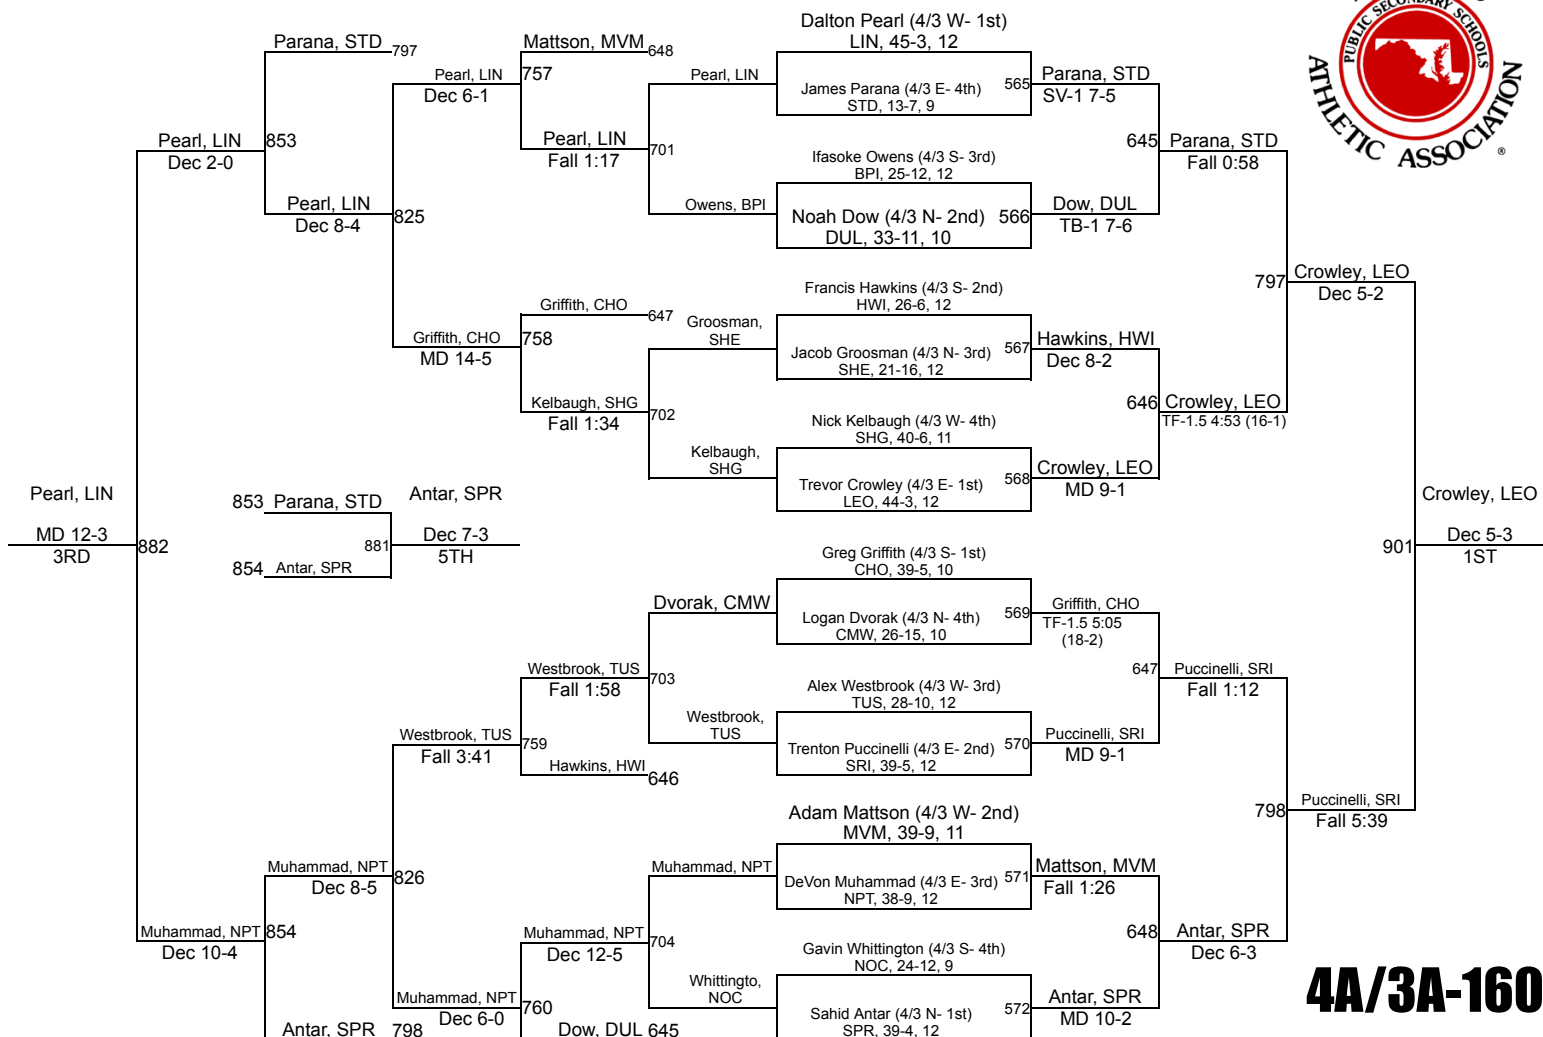 PUBLIC SECONDARY SCHOOLS
ATHLETIC ASSOCIATION
®
Parana, STD 797
Pearl, LIN
Dec 2-0
853
Pearl, LIN
Dec 8-4
825
Pearl, LIN
Dec 6-1
Mattson, MVM 648
757
Pearl, LIN
Fall 1:17
701
Pearl, LIN
Owens, BPI
Griffith, CHO
MD 14-5
Griffith, CHO 647
758
Kelbaugh, SHG
Fall 1:34
702
Groosman,
SHE
Kelbaugh,
SHG
Dalton Pearl (4/3 W- 1st)
LIN, 45-3, 12
James Parana (4/3 E- 4th)
STD, 13-7, 9
565
Parana, STD
SV-1 7-5
Ifasoke Owens (4/3 S- 3rd)
BPI, 25-12, 12
Noah Dow (4/3 N- 2nd)
DUL, 33-11, 10
566
Dow, DUL
TB-1 7-6
645
Parana, STD
Fall 0:58
Francis Hawkins (4/3 S- 2nd)
HWI, 26-6, 12
Jacob Groosman (4/3 N- 3rd)
SHE, 21-16, 12
567
Hawkins, HWI
Dec 8-2
Nick Kelbaugh (4/3 W- 4th)
SHG, 40-6, 11
Trevor Crowley (4/3 E- 1st)
LEO, 44-3, 12
568
Crowley, LEO
MD 9-1
646
Crowley, LEO
TF-1.5 4:53 (16-1)
797
Crowley, LEO
Dec 5-2
Pearl, LIN
MD 12-3
3RD
882
853 Parana, STD
854 Antar, SPR
881
Antar, SPR
Dec 7-3
5TH
901
Crowley, LEO
Dec 5-3
1ST
Greg Griffith (4/3 S- 1st)
CHO, 39-5, 10
Logan Dvorak (4/3 N- 4th)
CMW, 26-15, 10
569
Griffith, CHO
TF-1.5 5:05
(18-2)
Alex Westbrook (4/3 W- 3rd)
TUS, 28-10, 12
Trenton Puccinelli (4/3 E- 2nd)
SRI, 39-5, 12
570
Puccinelli, SRI
MD 9-1
647
Puccinelli, SRI
Fall 1:12
Dvorak, CMW
Westbrook, TUS
Fall 1:58
703
Westbrook,
TUS
Westbrook, TUS
Fall 3:41
759
Hawkins, HWI 646
Adam Mattson (4/3 W- 2nd)
MVM, 39-9, 11
DeVon Muhammad (4/3 E- 3rd)
NPT, 38-9, 12
571
Mattson, MVM
Fall 1:26
Gavin Whittington (4/3 S- 4th)
NOC, 24-12, 9
Sahid Antar (4/3 N- 1st)
SPR, 39-4, 12
572
Antar, SPR
MD 10-2
648
Antar, SPR
Dec 6-3
798
Puccinelli, SRI
Fall 5:39
Muhammad, NPT
Dec 8-5
826
Muhammad, NPT
Dec 10-4
854
Muhammad, NPT
Muhammad, NPT
Dec 12-5
704
Whittingto,
NOC
Muhammad, NPT
Dec 6-0
760
Antar, SPR 798
Dow, DUL 645
4A/3A-160